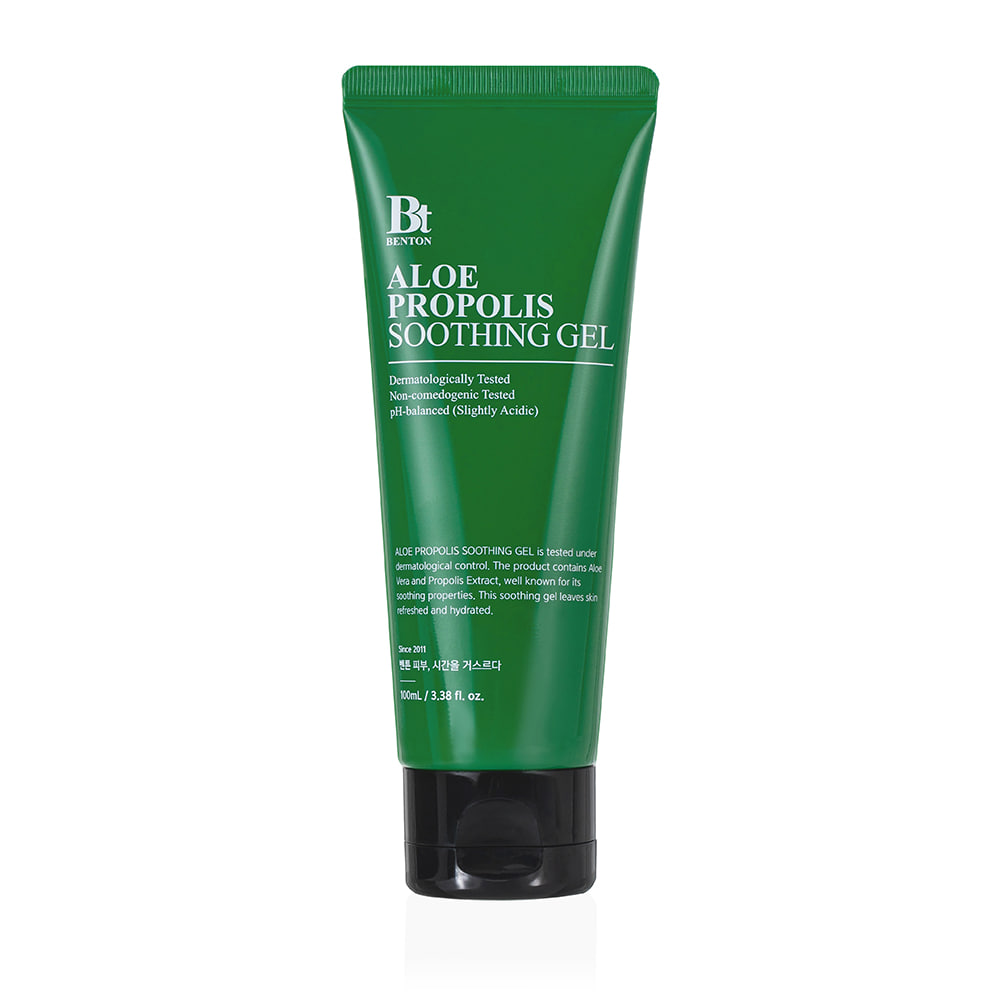 Bt
BENTON
ALOE
PROPOLIS
SOOTHING GEL
Dermatologically Tested
Non-comedogenic Tested
pH-balanced (Slightly Acidic)
ALOE PROPOLIS SOOTHING GEL is tested under
dermatological control. The product contains Aloe
Vera and Propolis Extract, well known for its
soothing properties. This soothing gel leaves skin
refreshed and hydrated.
Since 2011
벤튼 피부, 시간을 거스르다
100mL / 3.38 fl. oz.